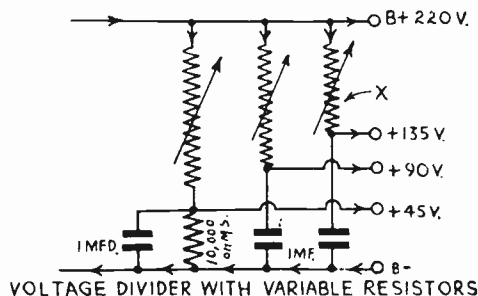 B+ 220 V.
X
+135 V.
+90 V.
+45 V.
1 MFD.
10,000
OHMS.
1 MF.
B-
VOLTAGE DIVIDER WITH VARIABLE RESISTORS